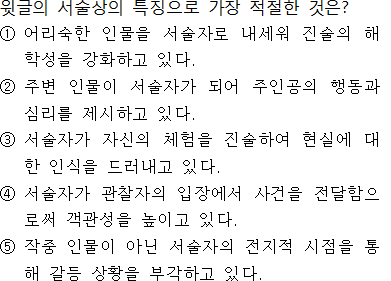 윗글의 서술상의 특징으로 가장 적절한 것은?
① 어리숙한 인물을 서술자로 내세워 진술의 해
학성을 강화하고 있다.
② 주변 인물이 서술자가 되어 주인공의 행동과
심리를 제시하고 있다.
③ 서술자가 자신의 체험을 진술하여 현실에 대
한 인식을 드러내고 있다.
④ 서술자가 관찰자의 입장에서 사건을 전달함으
로써 객관성을 높이고 있다.
⑤ 작중 인물이 아닌 서술자의 전지적 시점을 통
해 갈등 상황을 부각하고 있다.